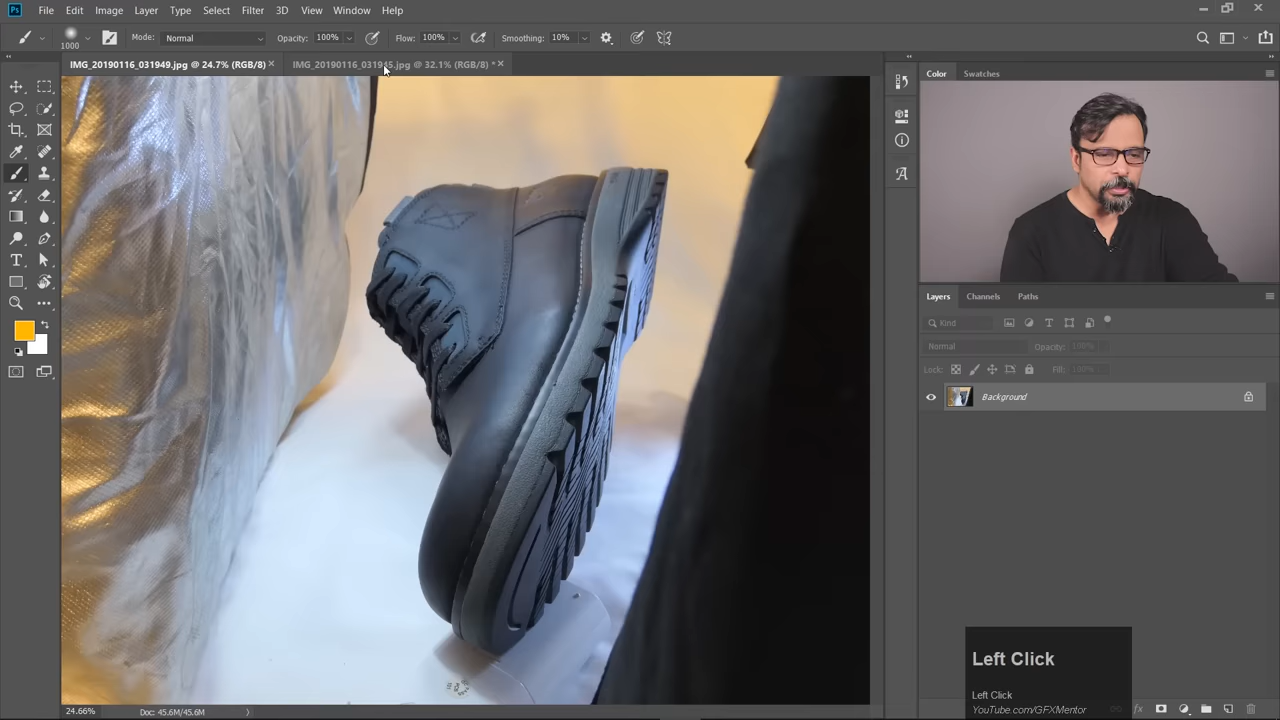 Ps File Edit Image Layer Type Select Filter 3D View Window Help
1000 Mode: Normal Opacity: 100% Flow: 100% Smoothing: 10%
IMG_20190116_031949.jpg @ 24.7% (RGB/8) IMG_20190116_031945.jpg @ 32.1% (RGB/8) *
Color Swatches
Layers Channels Paths
Kind
Normal Opacity: 100%
Lock: Fill: 100%
Background
Left Click
Left Click
YouTube.com/GFXMentor
24.66% Doc: 45.6M/45.6M